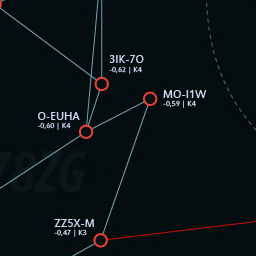 3IK-7O
-0,62 | K4
MO-I1W
-0,59 | K4
O-EUHA
-0,60 | K4
ZZ5X-M
-0,47 | K3